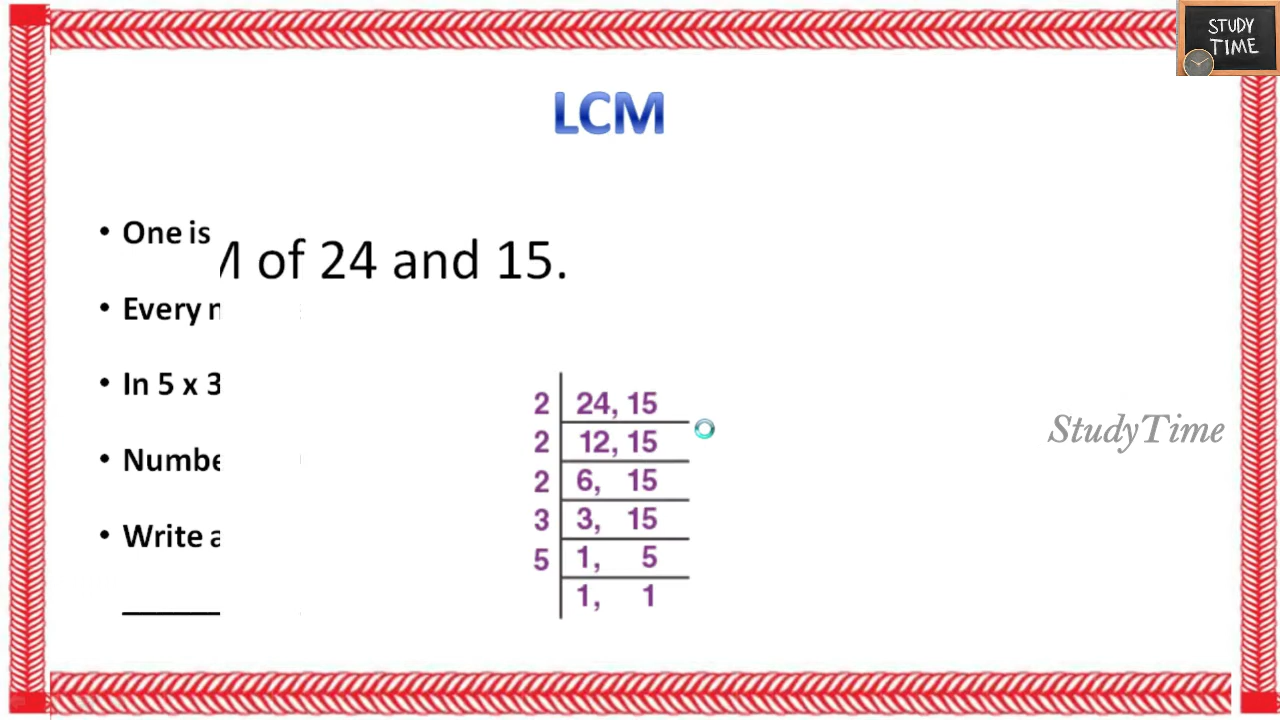 STUDY
TIME
LCM
• One is
of 24 and 15.
• Every
• In 5 x 3
•
• Write
2 24, 15
2 12, 15
2 6, 15
3 3, 15
5 1, 5
1, 1
StudyTime